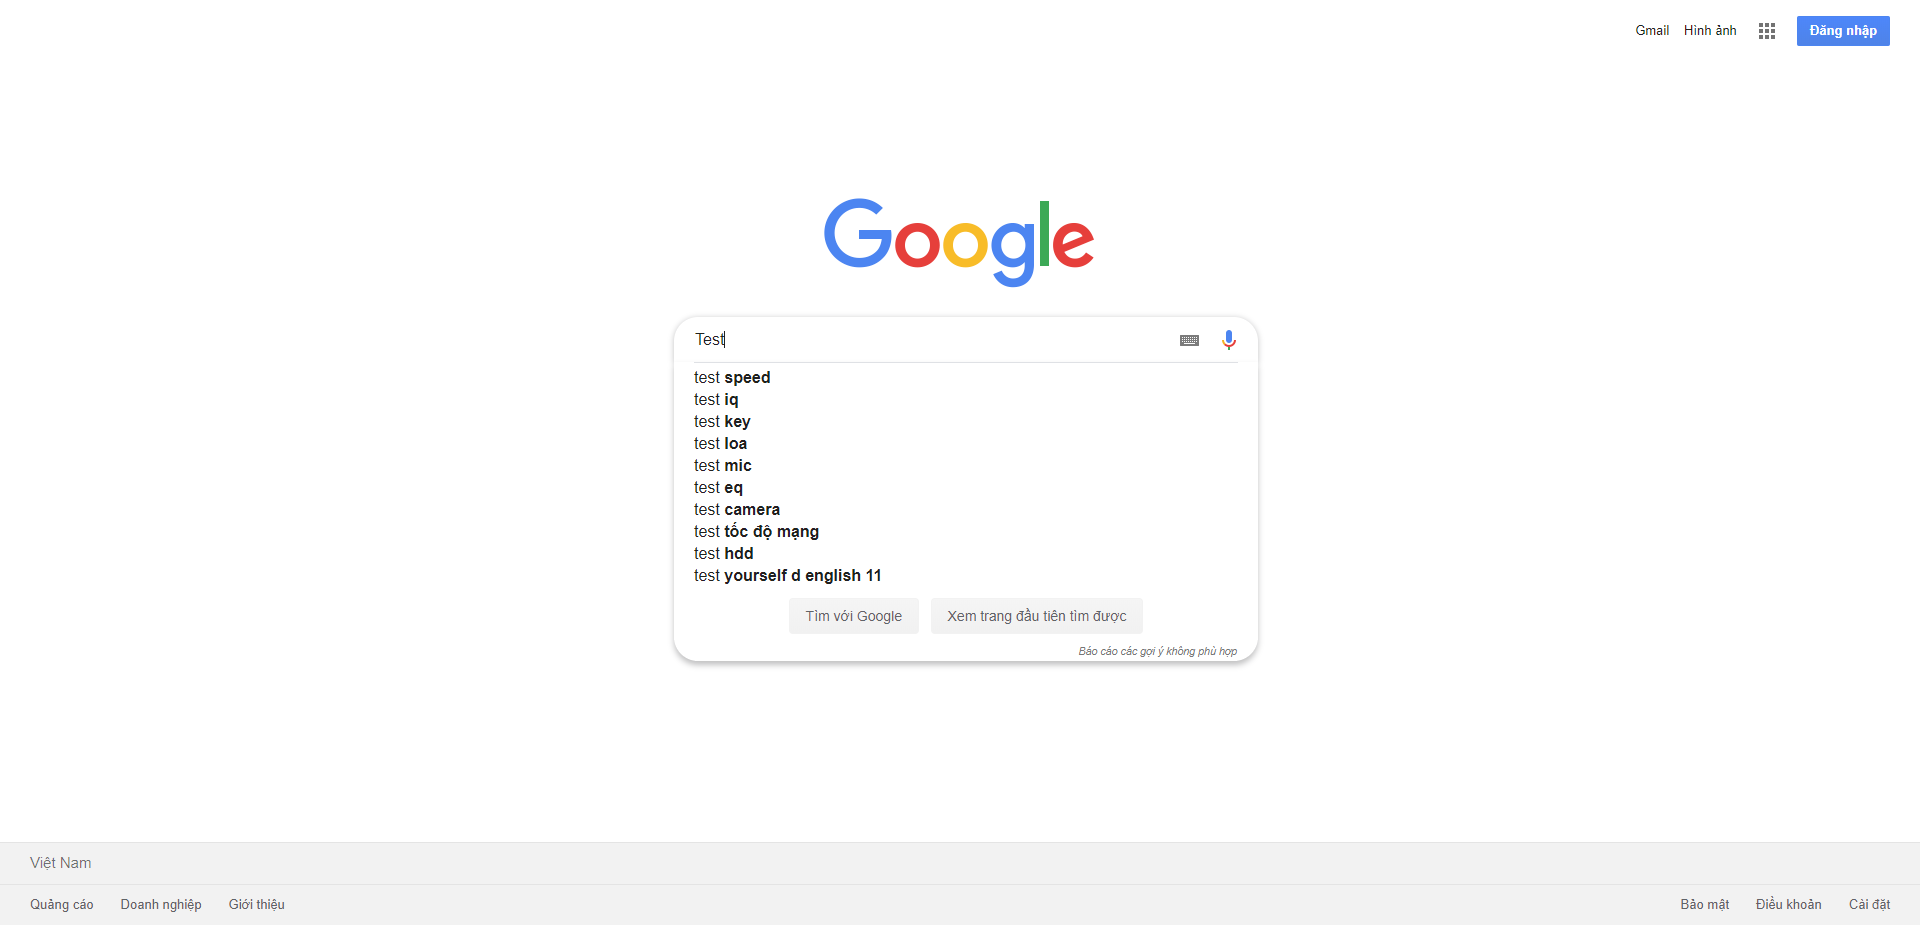 Gmail Hình ảnh Đăng nhập
Google
Test
test speed
test iq
test key
test loa
test mic
test eq
test camera
test tốc độ mạng
test hdd
test yourself d english 11
Tìm với Google Xem trang đầu tiên tìm được
Báo cáo các gợi ý không phù hợp
Việt Nam
Quảng cáo Doanh nghiệp Giới thiệu Bảo mật Điều khoản Cài đặt